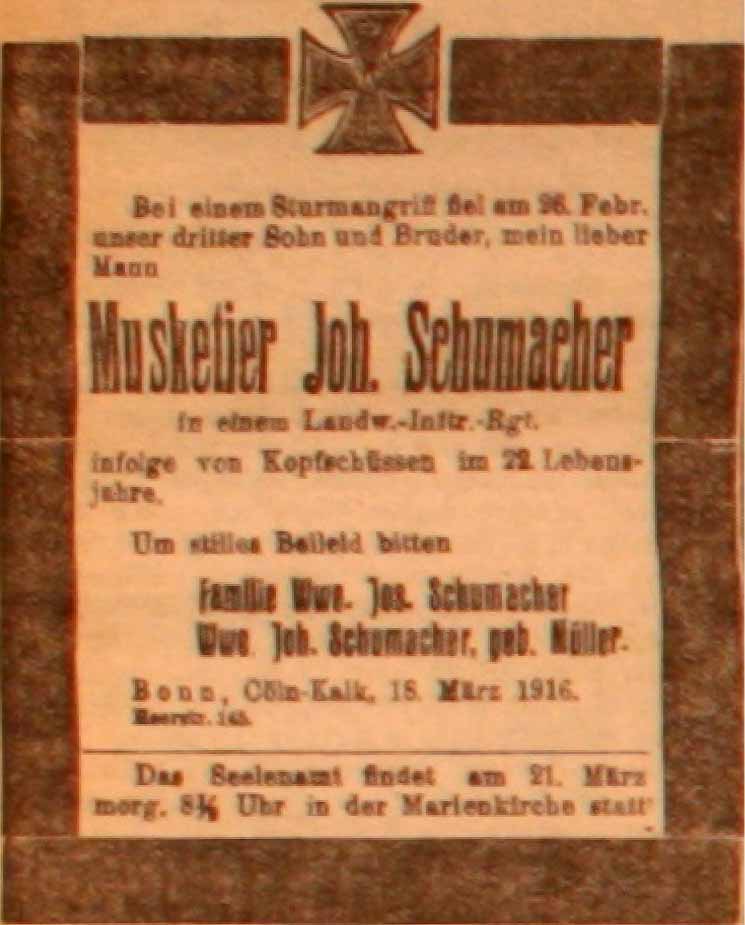 Bei einem Sturmangriff fiel am 26. Febr.
unser dritter Sohn und Bruder, mein lieber
Mann
Musketier Joh. Schumacher
in einem Landw.-Inftr.-Rgt.
infolge von Kopfschüssen im 22. Lebens-
jahre.
Um stilles Beileid bitten
Familie Wwe. Jos. Schumacher
Wwe. Joh. Schumacher, geb. Müller.
Bonn, Cöln-Kalk, 18. März 1916.
Heerstr. 145.
Das Seelenamt findet am 21. März
morg. 8½ Uhr in der Marienkirche statt